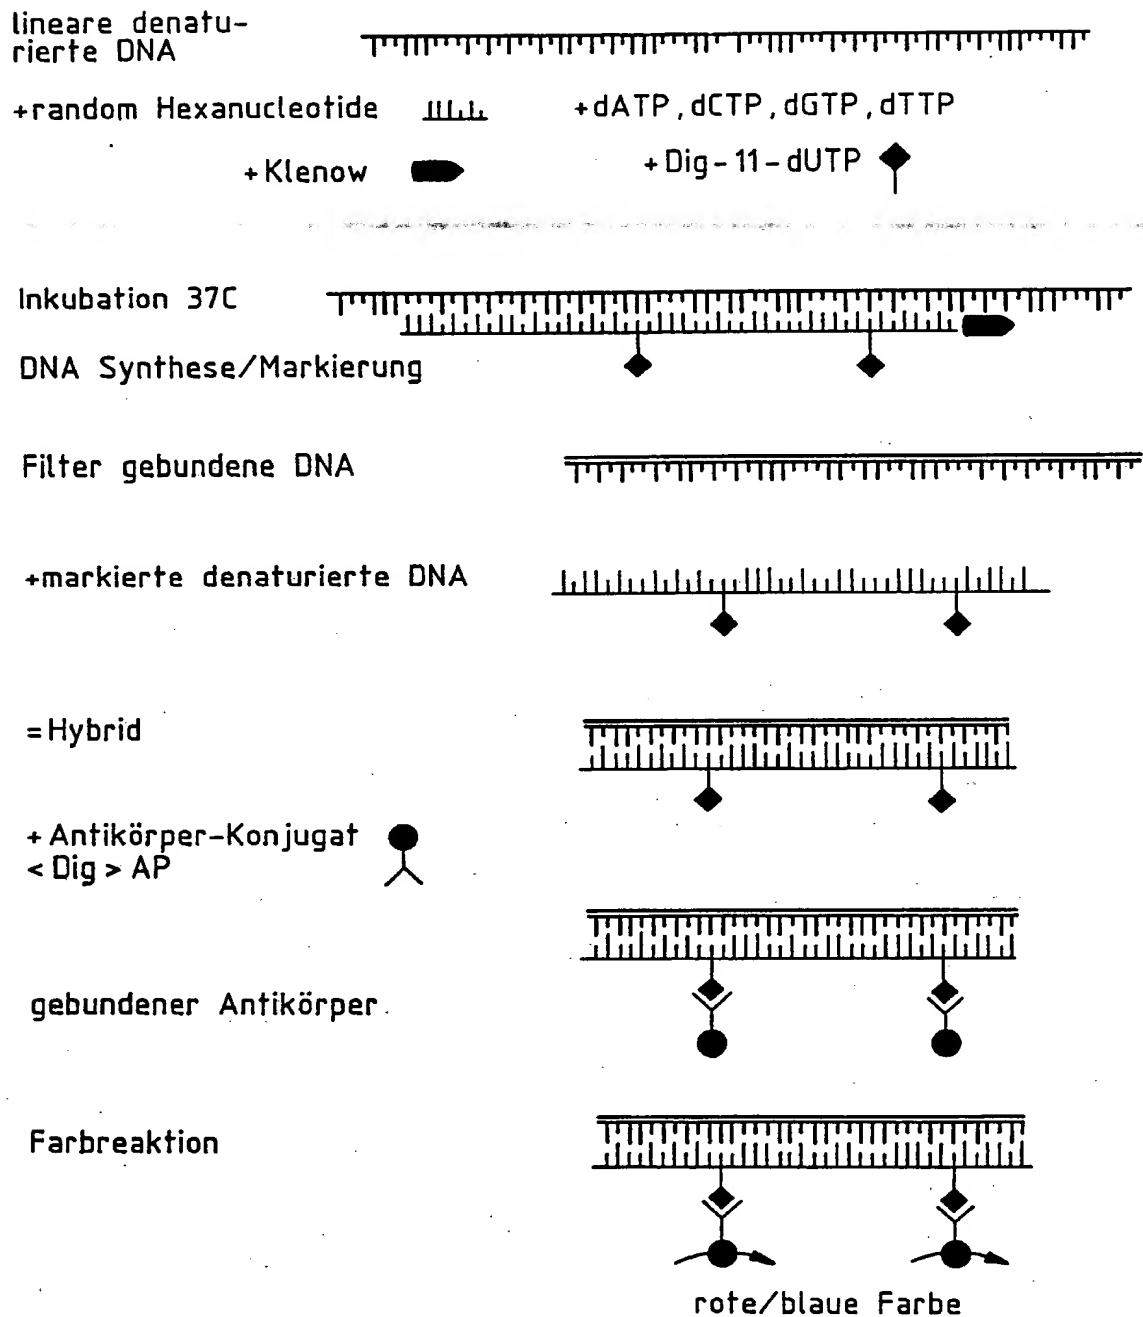 lineare denatu-
rierte DNA
+random Hexanucleotide
+dATP, dCTP, dGTP, dTTP
+Klenow
+Dig-11-dUTP
Inkubation 37C
DNA Synthese/Markierung
Filter gebundene DNA
+markierte denaturierte DNA
=Hybrid
+Antikörper-Konjugat
<Dig> AP
gebundener Antikörper
Farbreaktion
rote/blaue Farbe